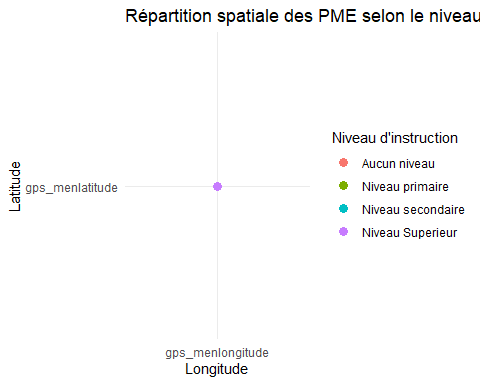 Répartition spatiale des PME selon le niveau
Latitude
gps_menlatitude
gps_menlongitude
Longitude
Niveau d'instruction
Aucun niveau
Niveau primaire
Niveau secondaire
Niveau Superieur